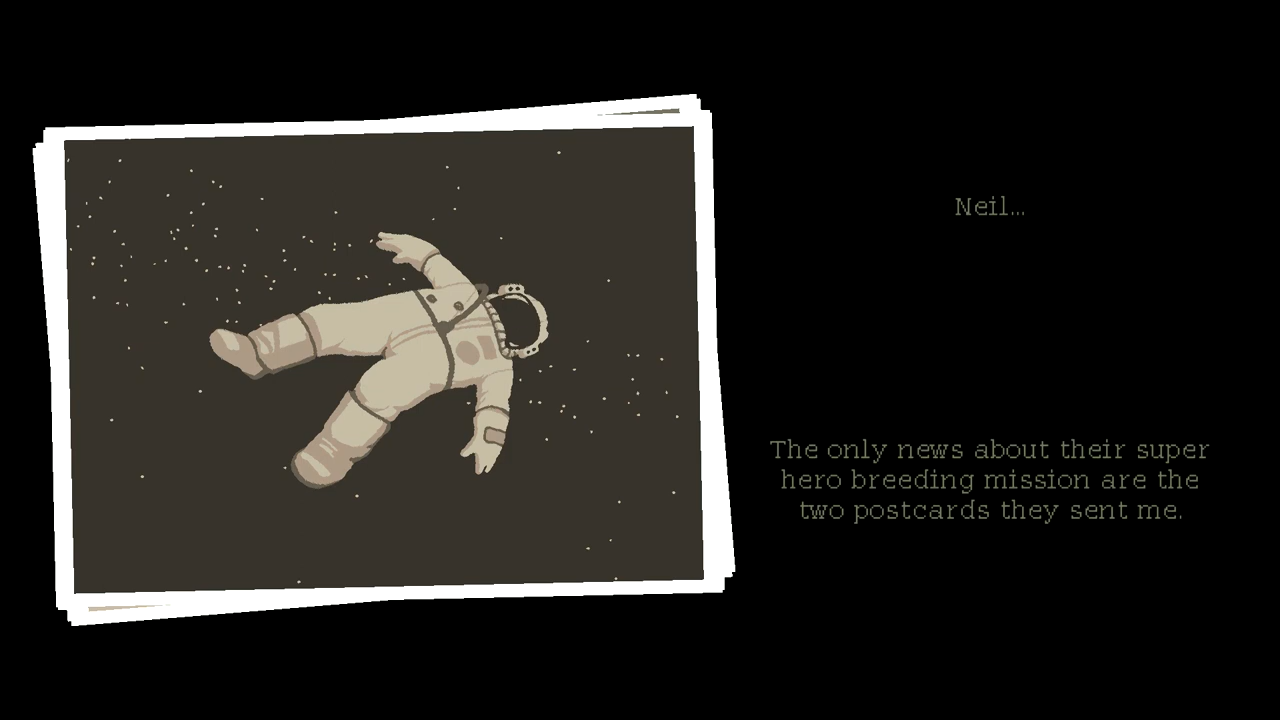 Neil...
The only news about their super
hero breeding mission are the
two postcards they sent me.